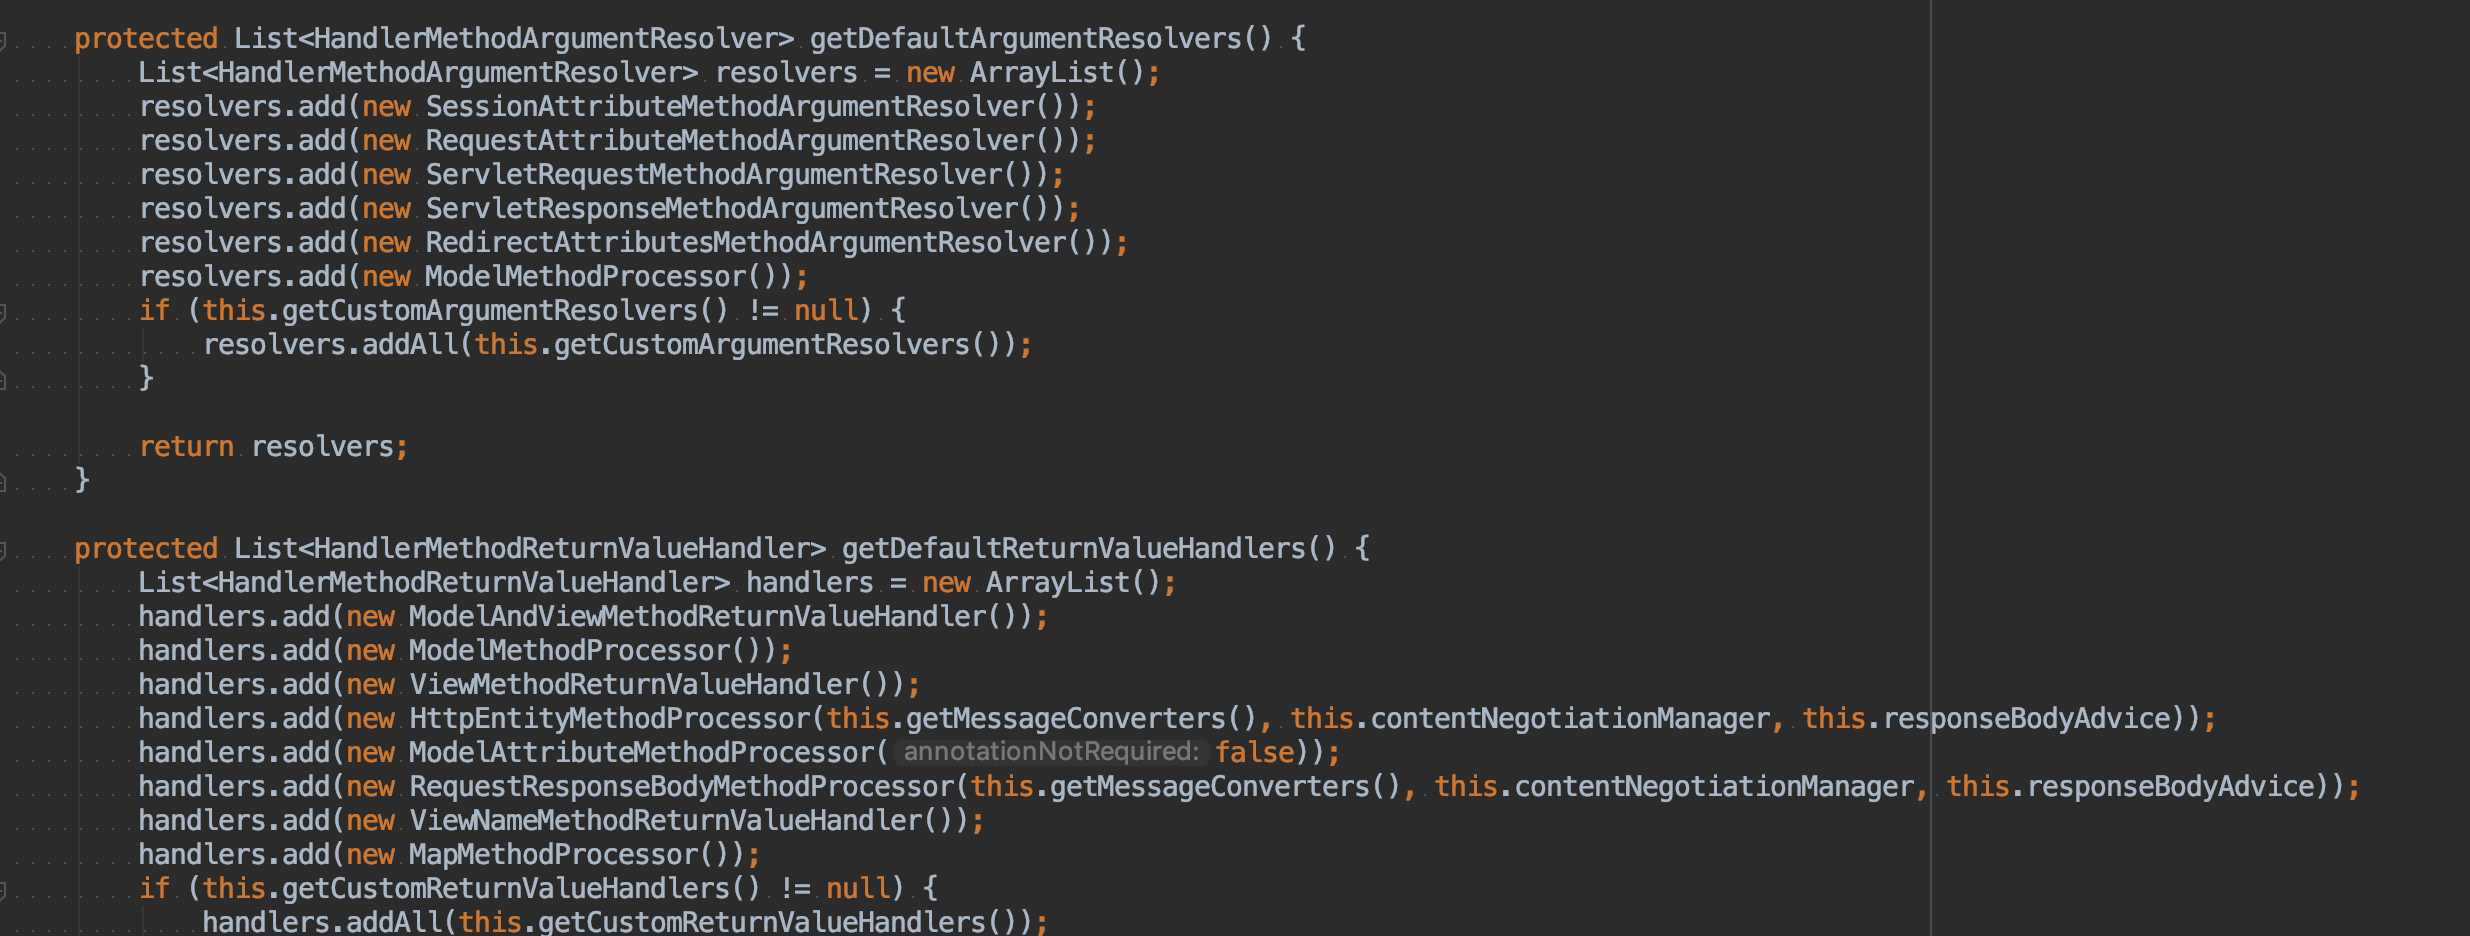 protected List<HandlerMethodArgumentResolver> getDefaultArgumentResolvers() {
List<HandlerMethodArgumentResolver> resolvers = new ArrayList();
resolvers.add(new SessionAttributeMethodArgumentResolver());
resolvers.add(new RequestAttributeMethodArgumentResolver());
resolvers.add(new ServletRequestMethodArgumentResolver());
resolvers.add(new ServletResponseMethodArgumentResolver());
resolvers.add(new RedirectAttributesMethodArgumentResolver());
resolvers.add(new ModelMethodProcessor());
if (this.getCustomArgumentResolvers() != null) {
resolvers.addAll(this.getCustomArgumentResolvers());
}
return resolvers;
}
protected List<HandlerMethodReturnValueHandler> getDefaultReturnValueHandlers() {
List<HandlerMethodReturnValueHandler> handlers = new ArrayList();
handlers.add(new ModelAndViewMethodReturnValueHandler());
handlers.add(new ModelMethodProcessor());
handlers.add(new ViewMethodReturnValueHandler());
handlers.add(new HttpEntityMethodProcessor(this.getMessageConverters(), this.contentNegotiationManager, this.responseBodyAdvice));
handlers.add(new ModelAttributeMethodProcessor( annotationNotRequired: false));
handlers.add(new RequestResponseBodyMethodProcessor(this.getMessageConverters(), this.contentNegotiationManager, this.responseBodyAdvice));
handlers.add(new ViewNameMethodReturnValueHandler());
handlers.add(new MapMethodProcessor());
if (this.getCustomReturnValueHandlers() != null) {
handlers.addAll(this.getCustomReturnValueHandlers());